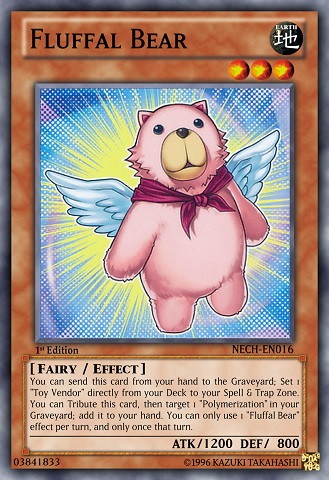 FLUFFAL BEAR
EARTH
地
1st Edition
NECH-EN016
[FAIRY / EFFECT]
You can send this card from your hand to the Graveyard; Set 1
"Toy Vendor" directly from your Deck to your Spell & Trap Zone.
You can Tribute this card, then target 1 "Polymerization" in your
Graveyard; add it to your hand. You can only use 1 "Fluffal Bear"
effect per turn, and only once that turn.
ATK/1200 DEF/ 800
03841833
©1996 KAZUKI TAKAHASHI